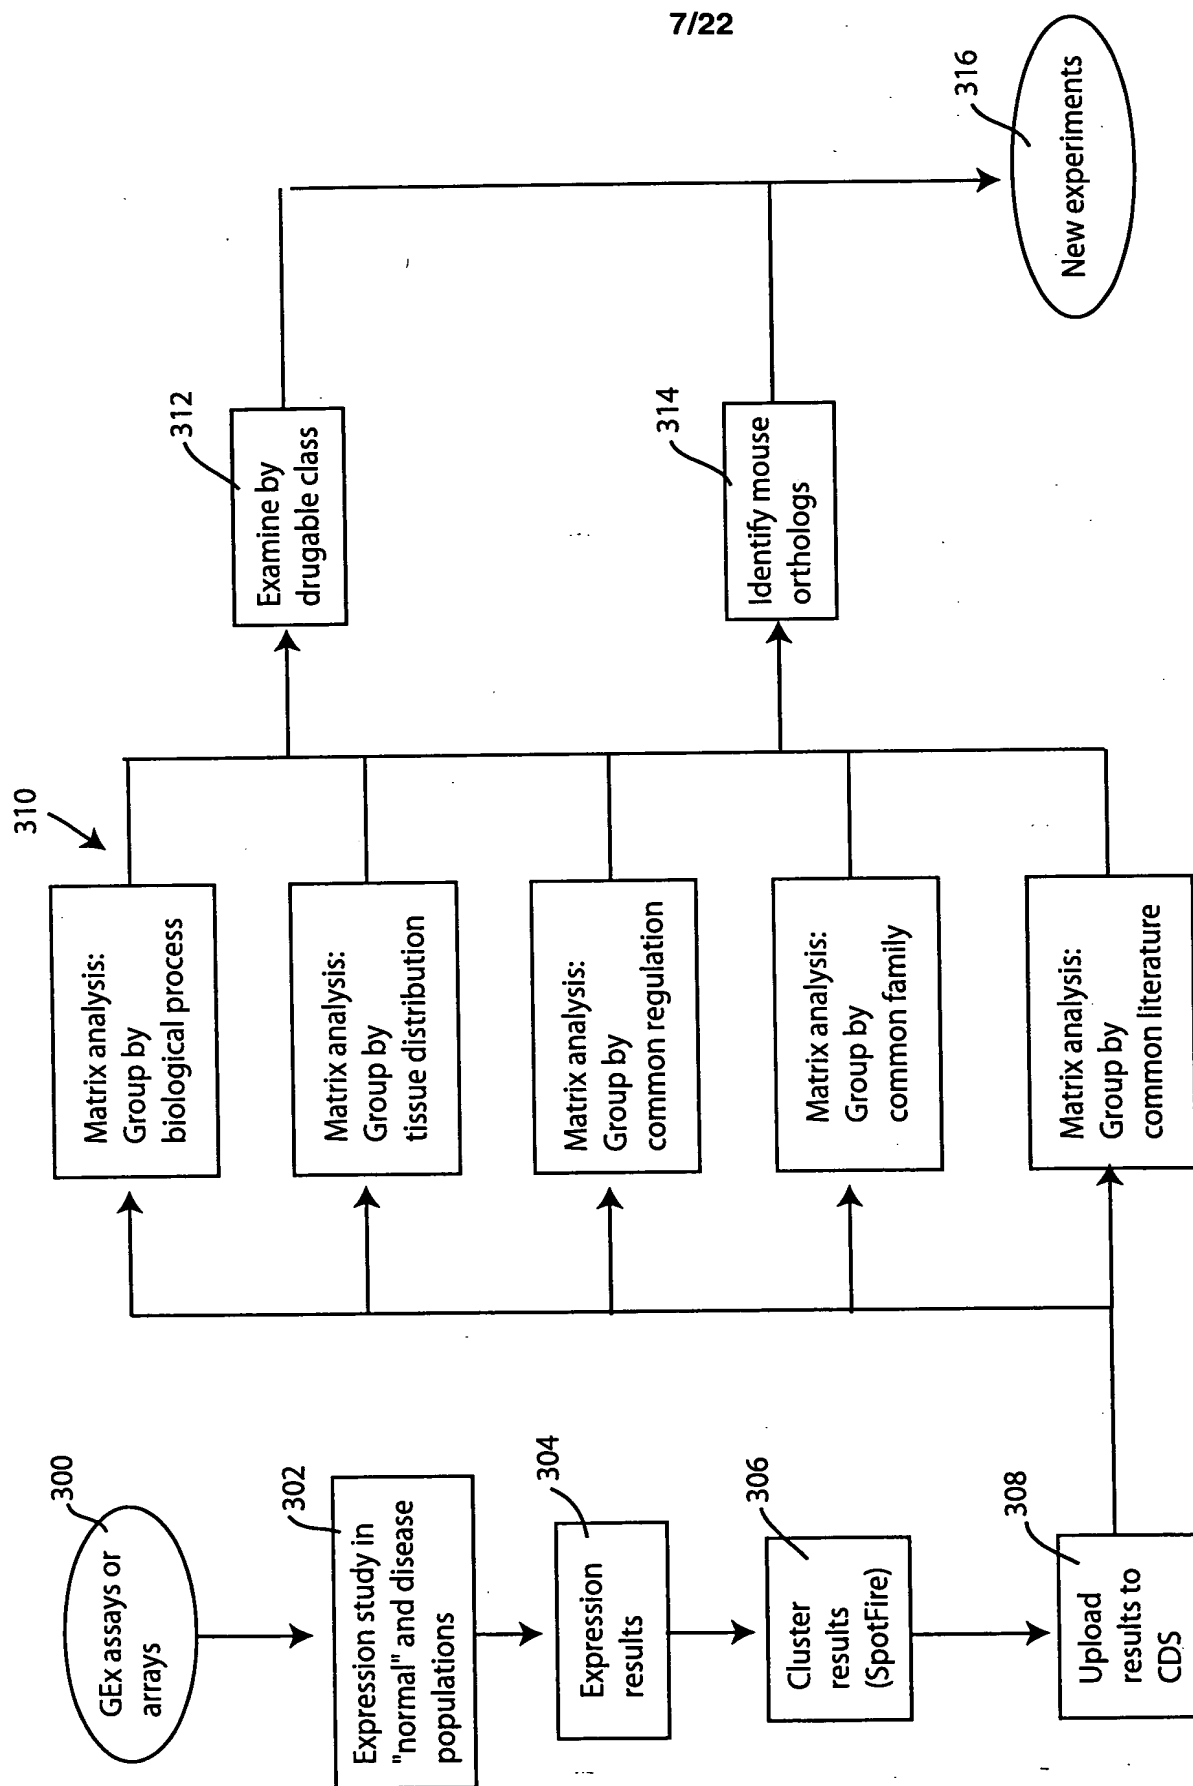 7/22
300
GEx assays or
arrays
302
Expression study in
"normal" and disease
populations
304
Expression
results
306
Cluster
results
(SpotFire)
308
Upload
results to
CDS
310
Matrix analysis:
Group by
biological process
Matrix analysis:
Group by
tissue distribution
Matrix analysis:
Group by
common regulation
Matrix analysis:
Group by
common family
Matrix analysis:
Group by
common literature
312
Examine by
drugable class
314
Identify mouse
orthologs
316
New experiments